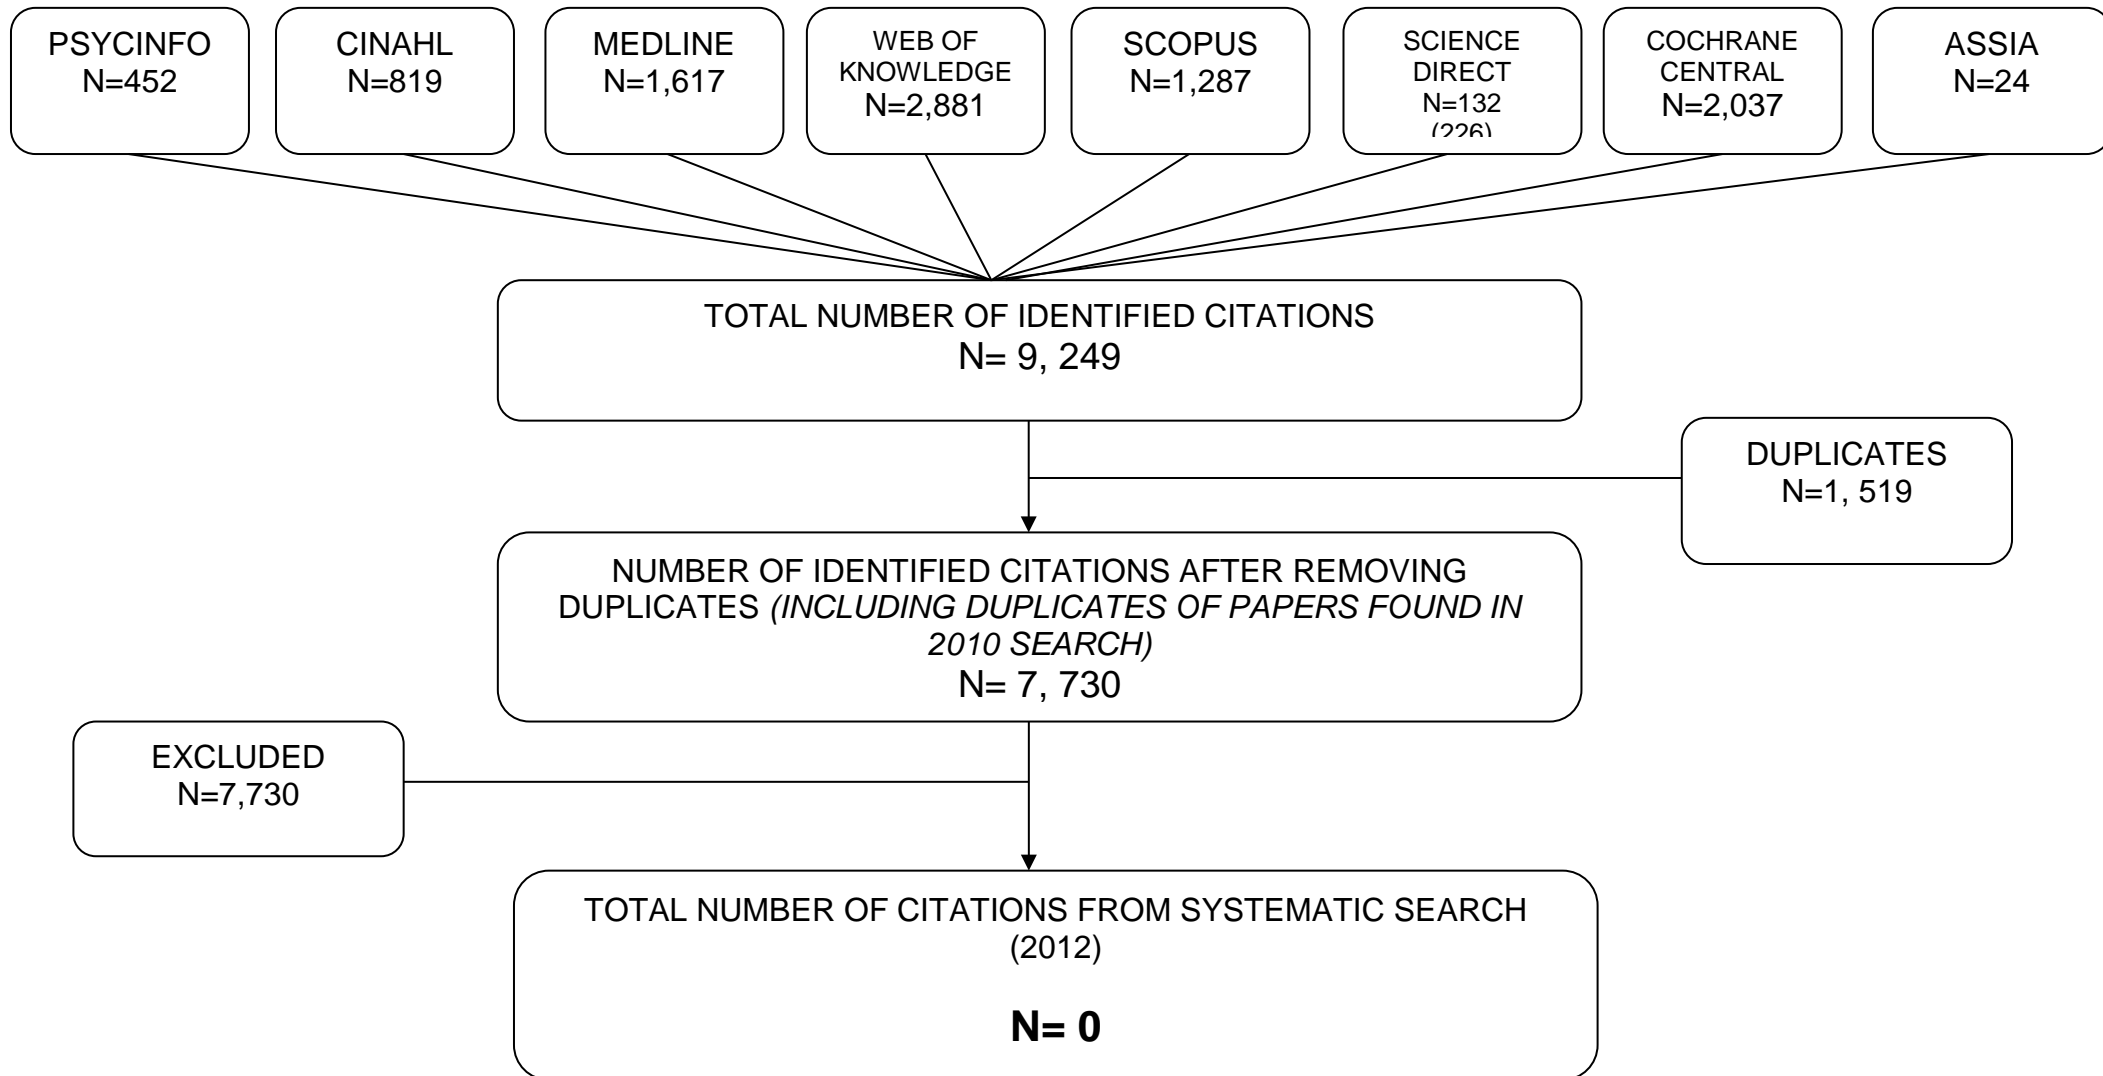 PSYCINFO
N=452
CINAHL
N=819
MEDLINE
N=1,617
WEB OF
KNOWLEDGE
N=2,881
SCOPUS
N=1,287
SCIENCE
DIRECT
N=132
(226)
COCHRANE
CENTRAL
N=2,037
ASSIA
N=24
TOTAL NUMBER OF IDENTIFIED CITATIONS
N= 9, 249
DUPLICATES
N=1, 519
NUMBER OF IDENTIFIED CITATIONS AFTER REMOVING
DUPLICATES (INCLUDING DUPLICATES OF PAPERS FOUND IN
2010 SEARCH)
N= 7, 730
EXCLUDED
N=7,730
TOTAL NUMBER OF CITATIONS FROM SYSTEMATIC SEARCH
(2012)
N= 0